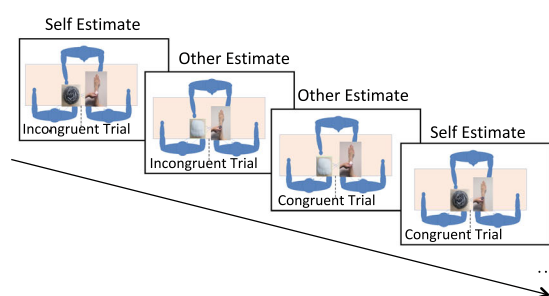 Self Estimate
Incongruent Trial
Other Estimate
Incongruent Trial
Other Estimate
Congruent Trial
Self Estimate
Congruent Trial
..